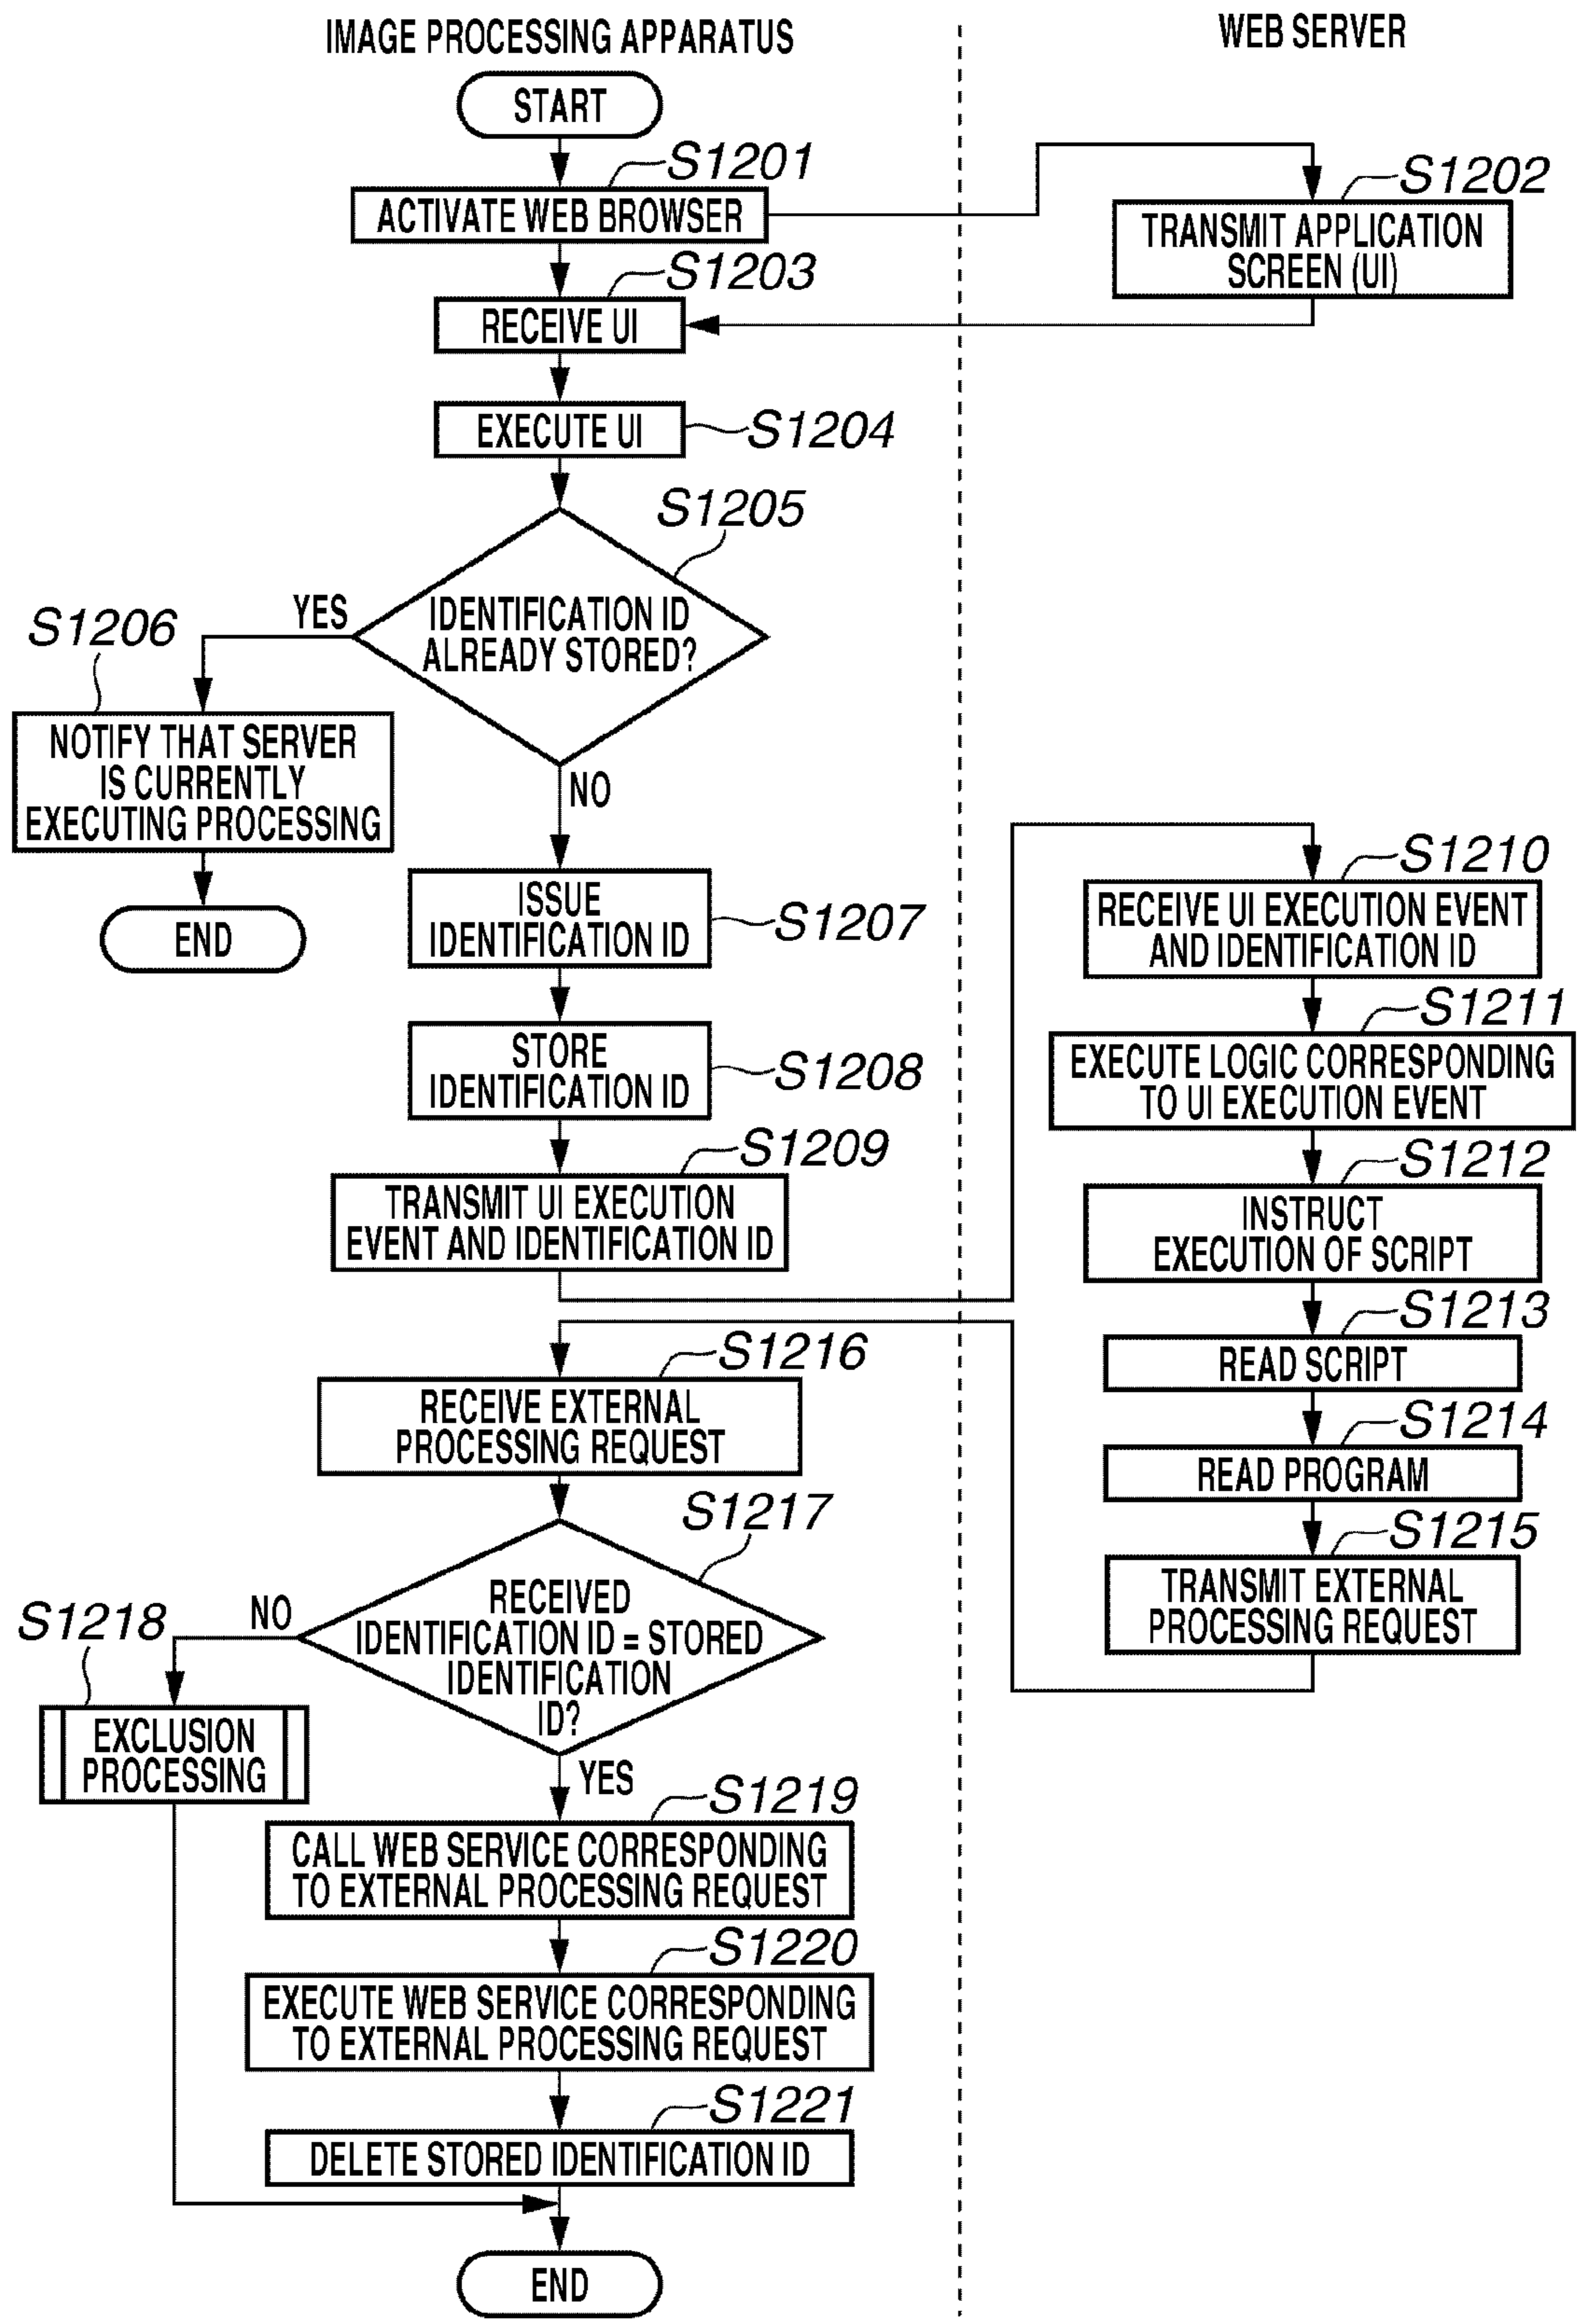 IMAGE PROCESSING APPARATUS
WEB SERVER
START
S1201
ACTIVATE WEB BROWSER
S1202
TRANSMIT APPLICATION
SCREEN (UI)
S1203
RECEIVE UI
EXECUTE UI
S1204
S1205
IDENTIFICATION ID
ALREADY STORED?
YES
S1206
NOTIFY THAT SERVER
IS CURRENTLY
EXECUTING PROCESSING
END
NO
ISSUE
IDENTIFICATION ID
S1207
STORE
IDENTIFICATION ID
S1208
S1209
TRANSMIT UI EXECUTION
EVENT AND IDENTIFICATION ID
S1210
RECEIVE UI EXECUTION EVENT
AND IDENTIFICATION ID
S1211
EXECUTE LOGIC CORRESPONDING
TO UI EXECUTION EVENT
S1212
INSTRUCT
EXECUTION OF SCRIPT
S1213
READ SCRIPT
S1214
READ PROGRAM
S1215
TRANSMIT EXTERNAL
PROCESSING REQUEST
S1216
RECEIVE EXTERNAL
PROCESSING REQUEST
S1217
RECEIVED
IDENTIFICATION ID = STORED
IDENTIFICATION
ID?
NO
S1218
EXCLUSION
PROCESSING
YES
S1219
CALL WEB SERVICE CORRESPONDING
TO EXTERNAL PROCESSING REQUEST
S1220
EXECUTE WEB SERVICE CORRESPONDING
TO EXTERNAL PROCESSING REQUEST
S1221
DELETE STORED IDENTIFICATION ID
END